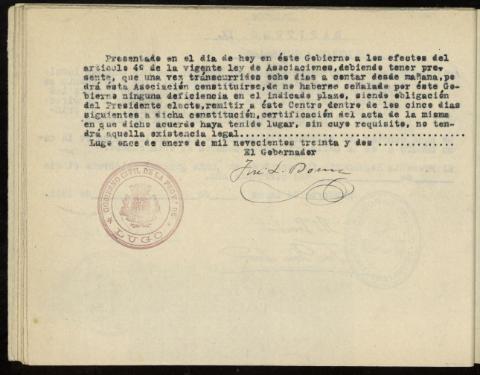 Presentado en el dia de hoy en éste Gobierno a los efectos del
articulo 4º de la vigente ley de Asociaciones,debiendo tener pre-
sente, que una vez transcurridos ocho dias a contar desde mañana,po
drá ésta Asociación constituirse,de no haberse señalado por éste Go-
bierno ninguna deficiencia en el indicado plazo, siendo obligación
del Presidente electo,remitir a éste Centro dentro de los cinco dias
siguientes a dicha constitución,certificación del acta de la misma
en que dicho acuerdo haya tenido lugar, sin cuyo requisito, no ten-
drá aquella existencia legal.......................................
Lugo once de enero de mil novecientos treinta y dos ...............
El Gobernador
José L.
GOBIERNO CIVIL DE LA PROV. DE
LUGO